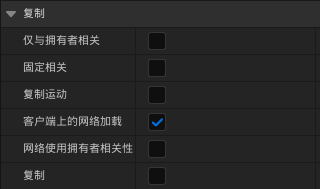 复制
仅与拥有者相关
固定相关
复制运动
客户端上的网络加载
网络使用拥有者相关性
复制